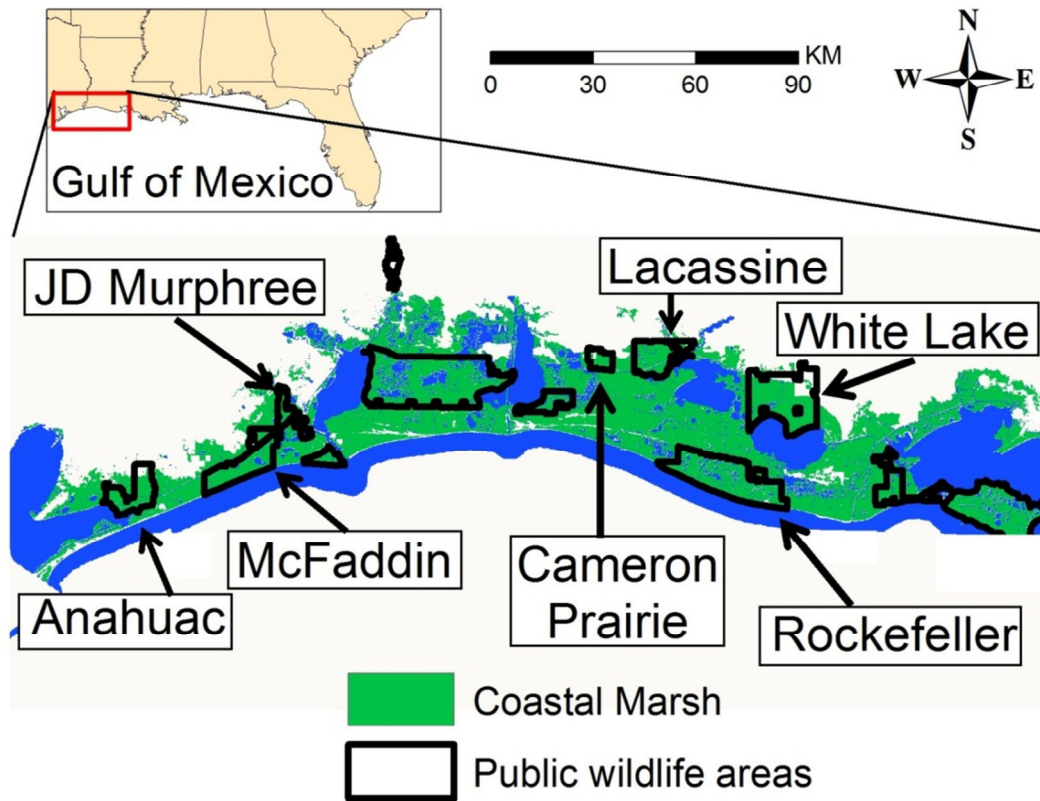 Gulf of Mexico
KM
0 30 60 90
N
W E
S
JD Murphree
Lacassine
White Lake
McFaddin
Anahuac
Cameron
Prairie
Rockefeller
Coastal Marsh
Public wildlife areas